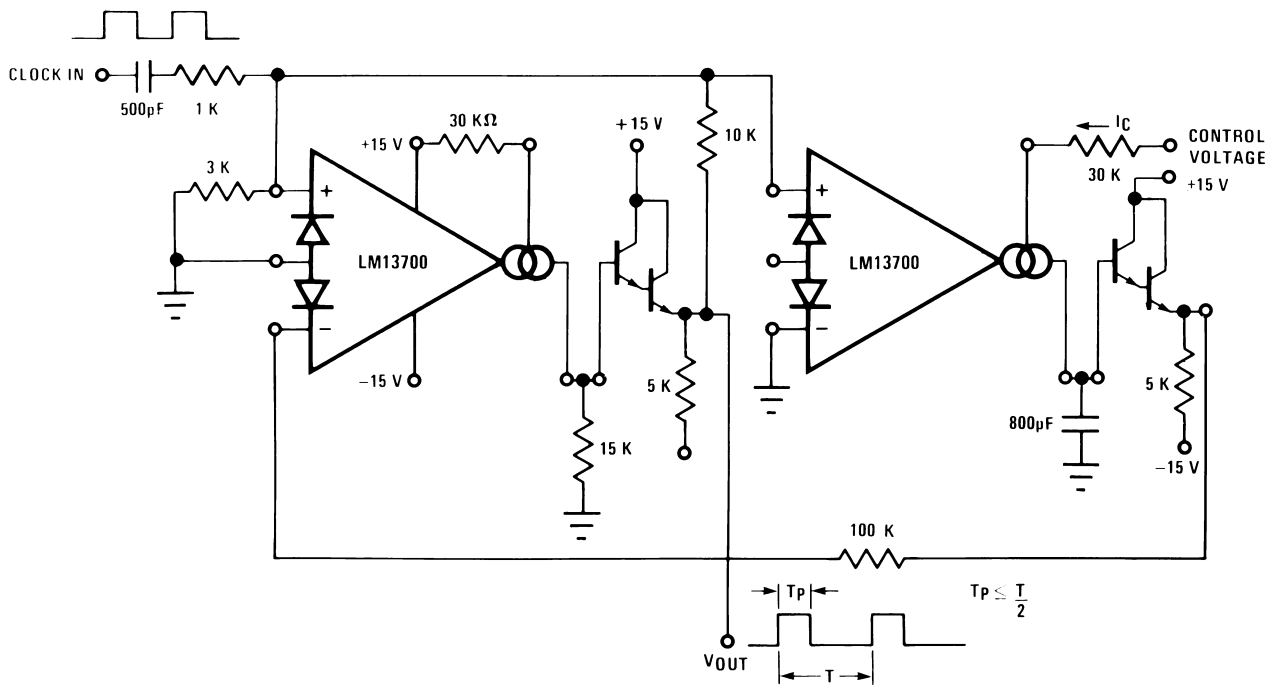 CLOCK IN
500pF
1 K
3 K
+
−
+15 V
30 KΩ
LM13700
−15 V
+15 V
10 K
5 K
15 K
+
−
LM13700
IC
30 K
CONTROL
VOLTAGE
+15 V
5 K
800pF
−15 V
100 K
VOUT
TP
T
TP ≤ T/2